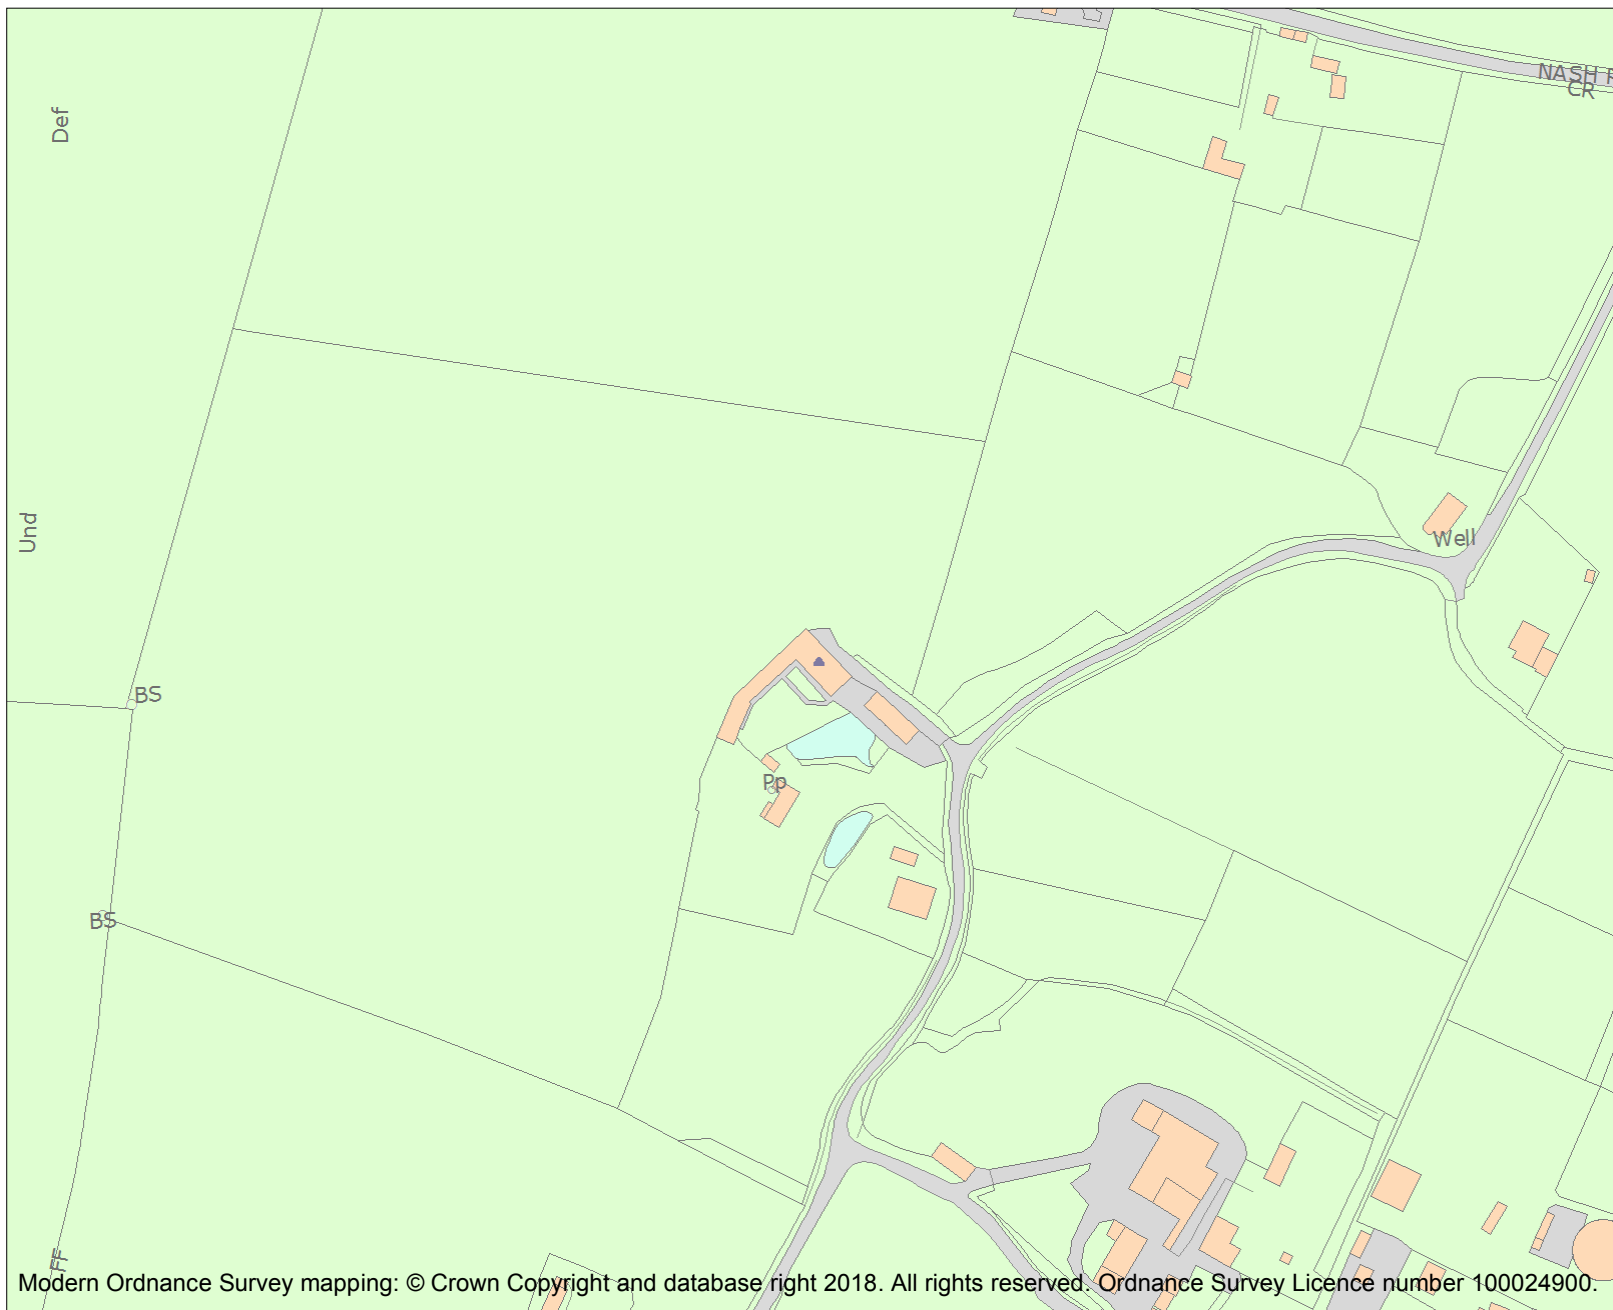 NASH
CR
Def
Und
Well
BS
Pp
BS
FF
Modern Ordnance Survey mapping: © Crown Copyright and database right 2018. All rights reserved. Ordnance Survey Licence number 100024900.